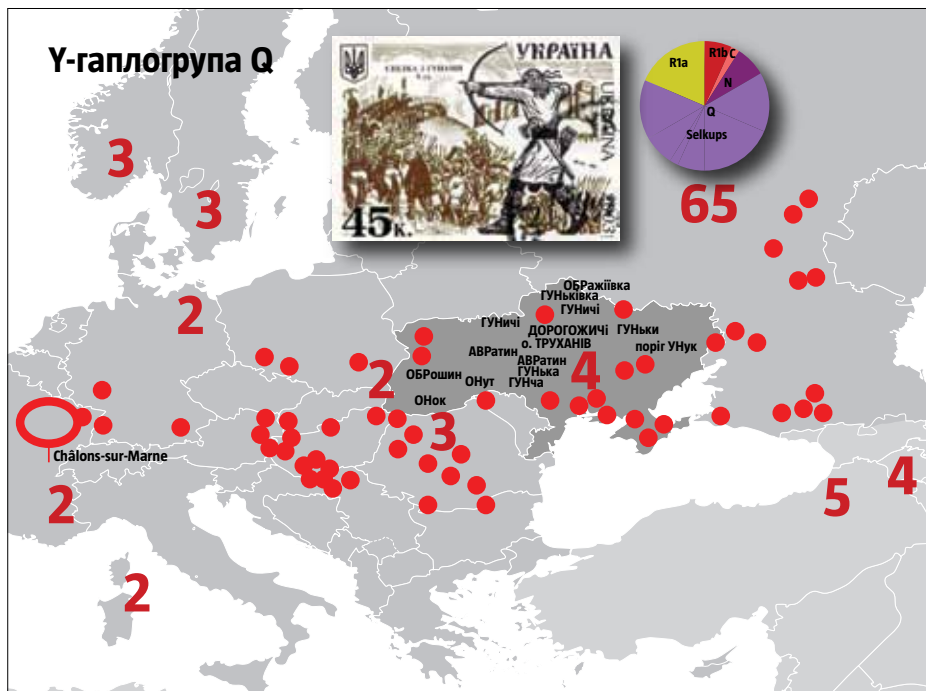 Y-гаплогрупа Q
УКРАЇНА
UKRAINA
45к.
R1b
C
R1a
N
Q
Selkups
3
3
65
2
ОБРажіївка
ГУНьківка
ГУНичі
ГУНичі
ДОРОГОЖИЧІ
ГУНьки
о. ТРУХАНІВ
поріг УНук
АВРатин
АВРатин
4
ОБРошин
2
ГУНька
ОНут
ГУНча
ОНок
3
Châlons-sur-Marne
4
5
2
2